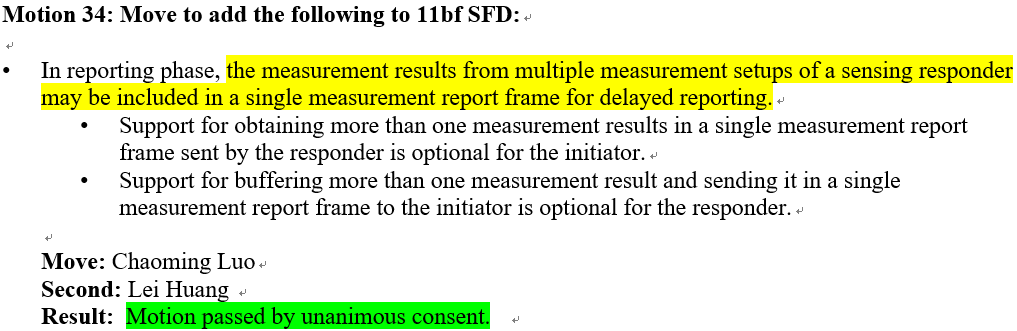 Motion 34: Move to add the following to 11bf SFD:
• In reporting phase, the measurement results from multiple measurement setups of a sensing responder
may be included in a single measurement report frame for delayed reporting.
• Support for obtaining more than one measurement results in a single measurement report
frame sent by the responder is optional for the initiator.
• Support for buffering more than one measurement result and sending it in a single
measurement report frame to the initiator is optional for the responder.
Move: Chaoming Luo
Second: Lei Huang
Result: Motion passed by unanimous consent.